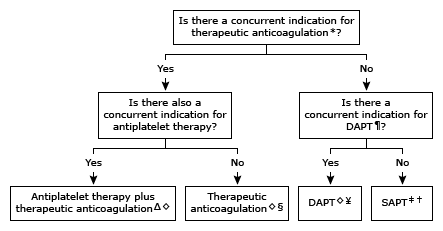 Is there a concurrent indication for
therapeutic anticoagulation*?
Yes
No
Is there also a
concurrent indication for
antiplatelet therapy?
Is there a
concurrent indication for
DAPT¶?
Yes
No
Yes
No
Antiplatelet therapy plus
therapeutic anticoagulationΔ◇
Therapeutic
anticoagulation◇§
DAPT◇¥
SAPT‡†